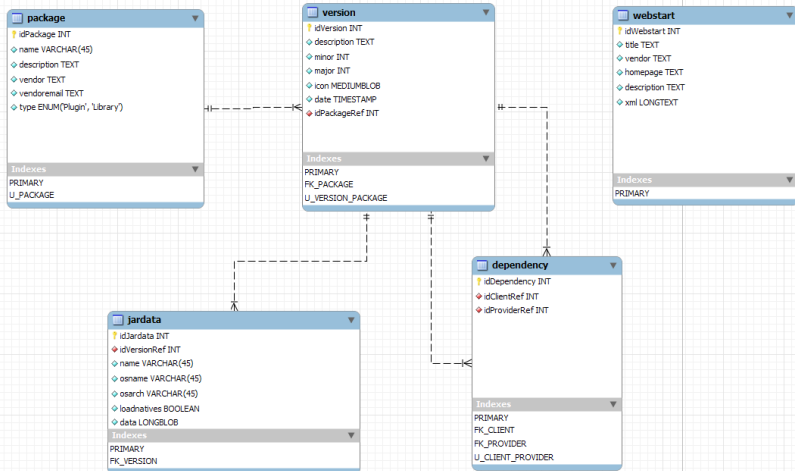 package
idPackage INT
name VARCHAR(45)
description TEXT
vendor TEXT
vendoremail TEXT
type ENUM('Plugin', 'Library')
Indexes
PRIMARY
U_PACKAGE
version
idVersion INT
description TEXT
minor INT
major INT
icon MEDIUMBLOB
date TIMESTAMP
idPackageRef INT
Indexes
PRIMARY
FK_PACKAGE
U_VERSION_PACKAGE
webstart
idWebstart INT
title TEXT
vendor TEXT
homepage TEXT
description TEXT
xml LONGTEXT
Indexes
PRIMARY
jardata
idJardata INT
idVersionRef INT
name VARCHAR(45)
osname VARCHAR(45)
osarch VARCHAR(45)
loadnatives BOOLEAN
data LONGBLOB
Indexes
PRIMARY
FK_VERSION
dependency
idDependency INT
idClientRef INT
idProviderRef INT
Indexes
PRIMARY
FK_CLIENT
FK_PROVIDER
U_CLIENT_PROVIDER